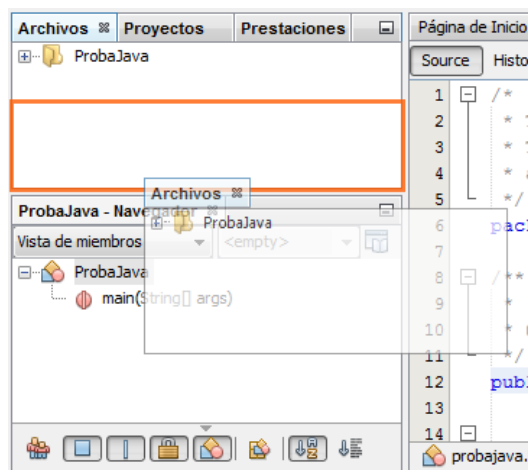 Archivos Proyectos Prestaciones
ProbaJava
Página de Inicio
Source Histo
1 /*
2 *
3 *
4 *
5 */
6 pac
7
8 /**
9 *
10 *
11 */
12 publ
13
14
Archivos
ProbaJava
ProbaJava - Navegador
Vista de miembros <empty>
ProbaJava
main(String[] args)
probajava.